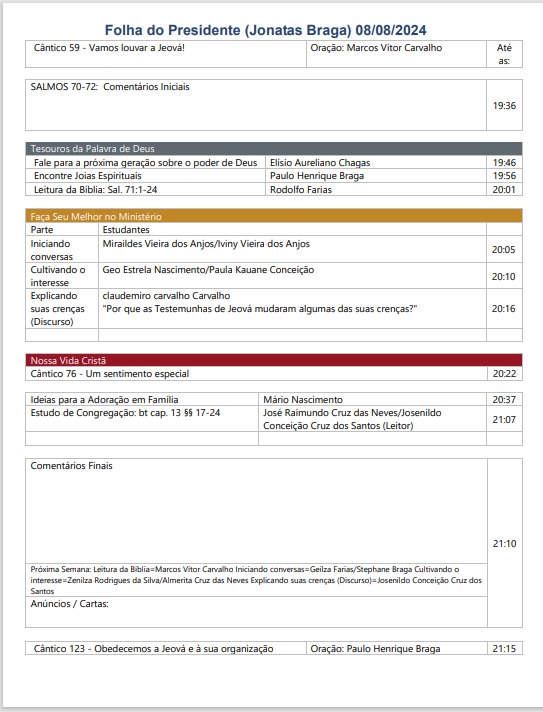 Folha do Presidente (Jonatas Braga) 08/08/2024
Cântico 59 - Vamos louvar a Jeová!
Oração: Marcos Vítor Carvalho
Até
as:
SALMOS 70-72: Comentários Iniciais
19:36
Tesouros da Palavra de Deus
Fale para a próxima geração sobre o poder de Deus
Elísio Aureliano Chagas
19:46
Encontre Joias Espirituais
Paulo Henrique Braga
19:56
Leitura da Bíblia: Sal. 71:1-24
Rodolfo Farias
20:01
Faça Seu Melhor no Ministério
Parte
Estudantes
Iniciando
conversas
Miraildes Vieira dos Anjos/Iviny Vieira dos Anjos
20:05
Cultivando o
interesse
Geo Estrela Nascimento/Paula Kauane Conceição
20:10
Explicando
suas crenças
(Discurso)
claudemiro carvalho Carvalho
"Por que as Testemunhas de Jeová mudaram algumas das suas crenças?"
20:16
Nossa Vida Cristã
Cântico 76 - Um sentimento especial
20:22
Ideias para a Adoração em Família
Mário Nascimento
20:37
Estudo de Congregação: bt cap. 13 §§ 17-24
José Raimundo Cruz das Neves/Josenildo
Conceição Cruz dos Santos (Leitor)
21:07
Comentários Finais
21:10
Próxima Semana: Leitura da Bíblia=Marcos Vítor Carvalho Iniciando conversas=Geilza Farias/Stephane Braga Cultivando o
interesse=Zenilza Rodrigues da Silva/Almerita Cruz das Neves Explicando suas crenças (Discurso)=Josenildo Conceição Cruz dos
Santos
Anúncios / Cartas:
Cântico 123 - Obedecemos a Jeová e à sua organização
Oração: Paulo Henrique Braga
21:15